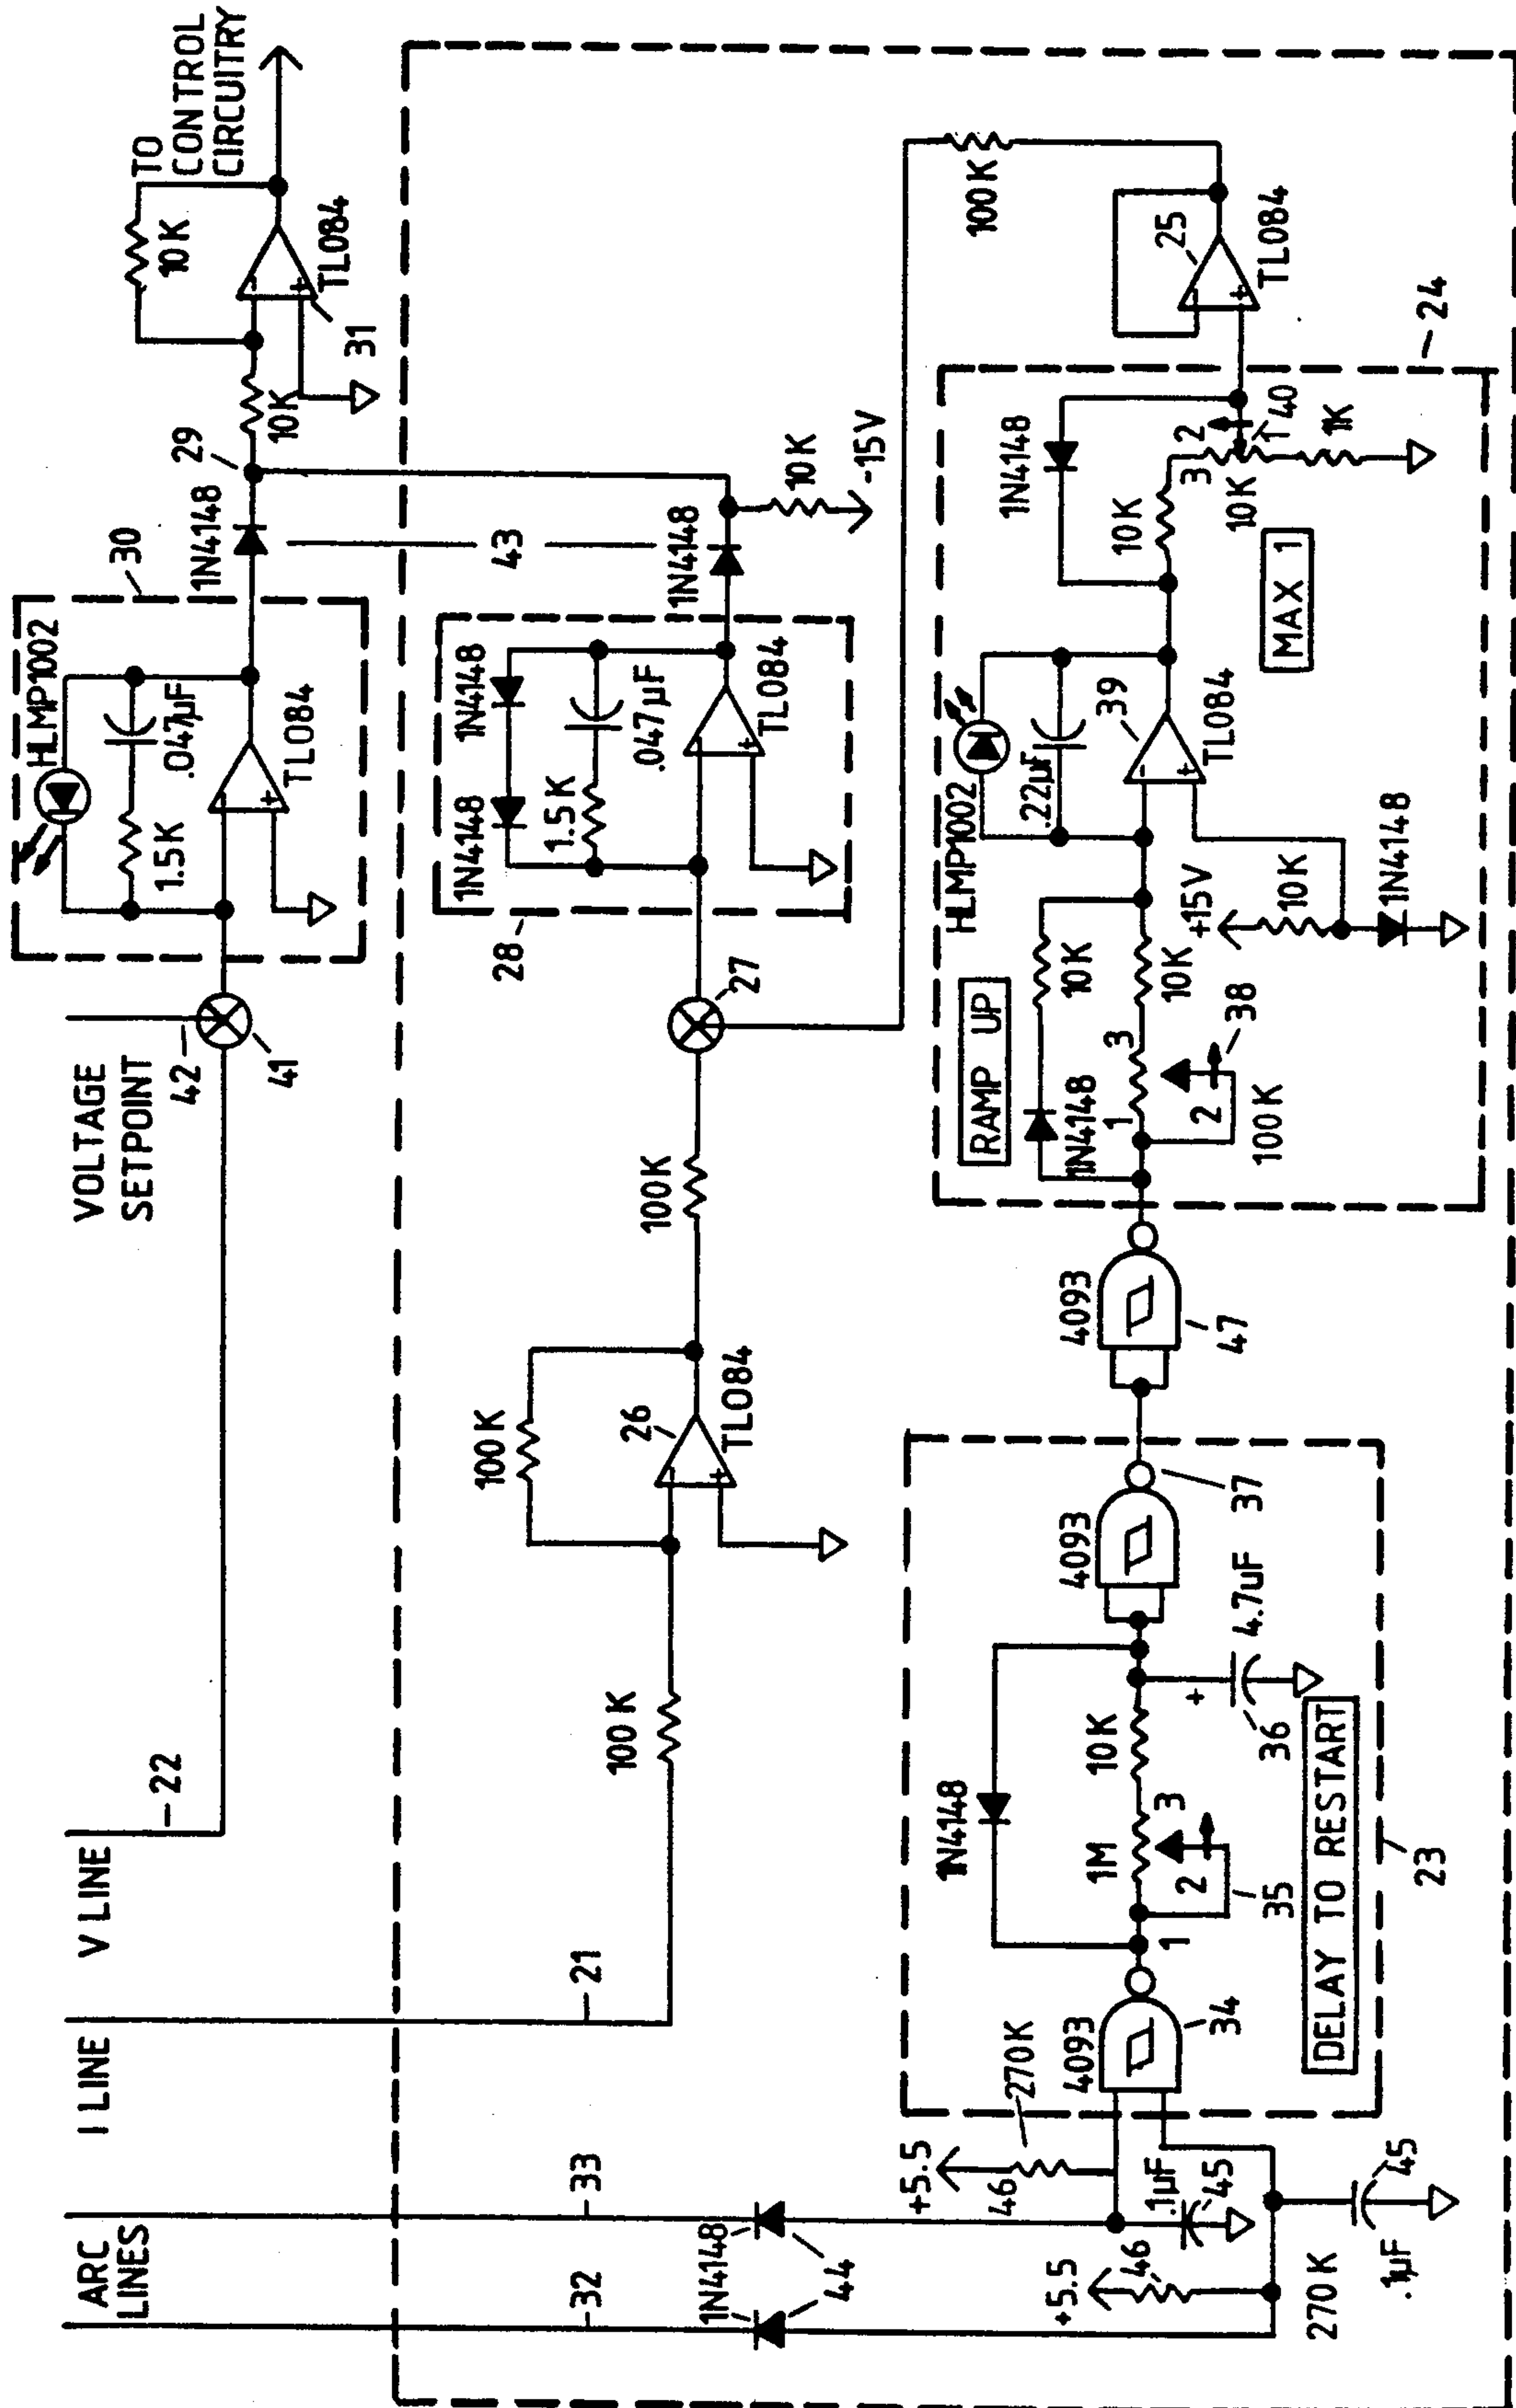 ARC
LINES
I LINE
V LINE
VOLTAGE
SETPOINT
TO
CONTROL
CIRCUITRY
32
33
21
22
42
41
HLMP1002
1.5K
.047µF
TL084
30
1N4148
29
10K
10K
TL084
31
43
1N4148
10K
-15V
1N4148
1N4148
1.5K
.047µF
TL084
28
27
100K
100K
26
TL084
100K
100K
1N4148
44
+5.5
46
270K
.1µF
45
+5.5
46
270K
.1µF
45
4093
34
1
1N4148
1M
2
3
35
10K
+
4.7uF
36
4093
37
DELAY TO RESTART
23
4093
47
RAMP UP
1N4148
10K
1
3
2
100K
38
10K
HLMP1002
.22µF
39
TL084
+15V
10K
1N4148
1N4148
10K
3
2
10K
40
1K
MAX 1
24
25
TL084